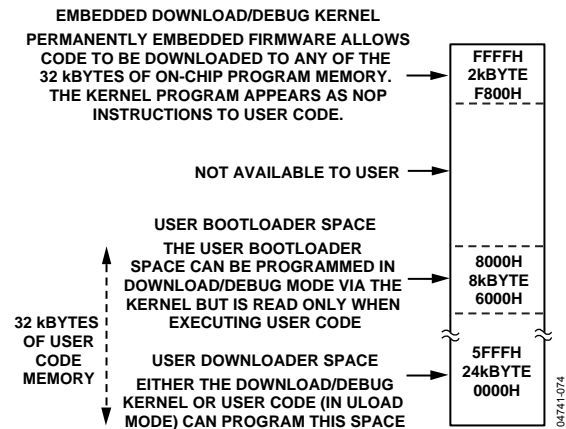 EMBEDDED DOWNLOAD/DEBUG KERNEL
PERMANENTLY EMBEDDED FIRMWARE ALLOWS
CODE TO BE DOWNLOADED TO ANY OF THE
32 kBYTES OF ON-CHIP PROGRAM MEMORY.
THE KERNEL PROGRAM APPEARS AS NOP
INSTRUCTIONS TO USER CODE.
FFFFH
2kBYTE
F800H
NOT AVAILABLE TO USER
USER BOOTLOADER SPACE
THE USER BOOTLOADER
SPACE CAN BE PROGRAMMED IN
DOWNLOAD/DEBUG MODE VIA THE
KERNEL BUT IS READ ONLY WHEN
EXECUTING USER CODE
8000H
8kBYTE
6000H
32 kBYTES
OF USER
CODE
MEMORY
USER DOWNLOADER SPACE
EITHER THE DOWNLOAD/DEBUG
KERNEL OR USER CODE (IN ULOAD
MODE) CAN PROGRAM THIS SPACE
5FFFH
24kBYTE
0000H
04741-074